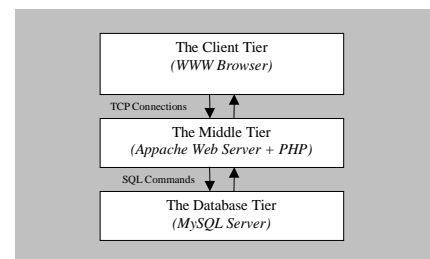 The Client Tier
(WWW Browser)
TCP Connections
The Middle Tier
(Appache Web Server + PHP)
SQL Commands
The Database Tier
(MySQL Server)